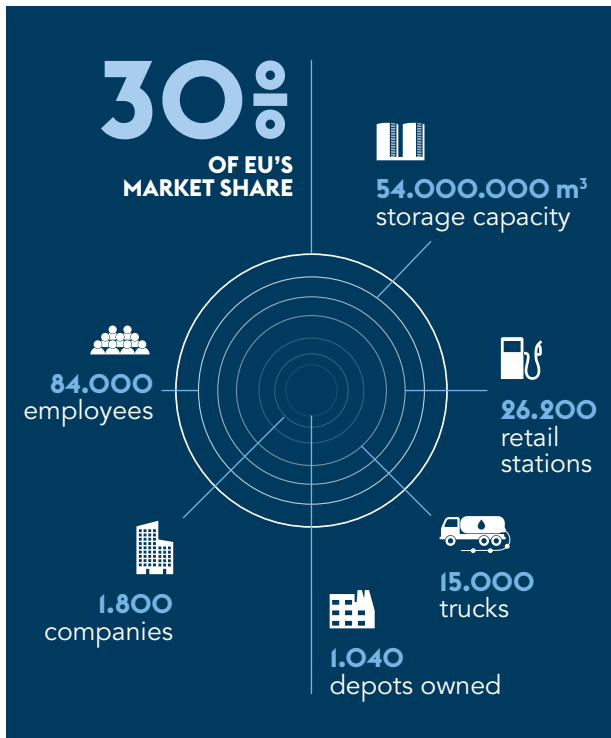 30%
OF EU'S
MARKET SHARE
54.000.000 m³
storage capacity
84.000
employees
26.200
retail
stations
15.000
trucks
1.800
companies
1.040
depots owned